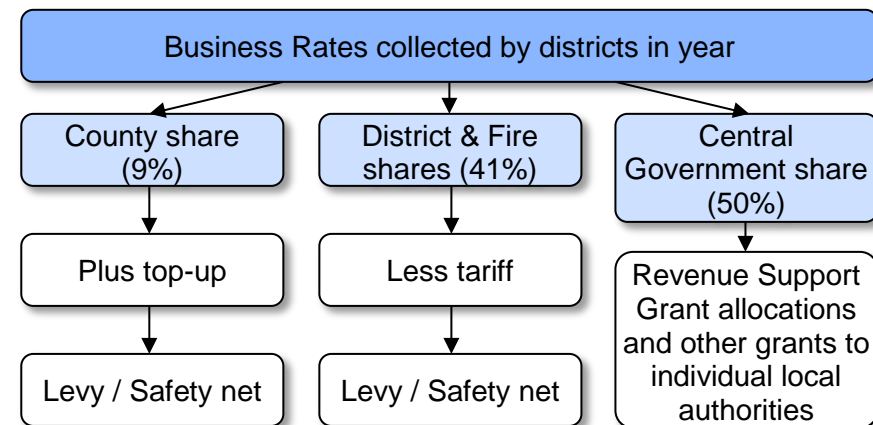 Business Rates collected by districts in year
County share
(9%)
District & Fire
shares (41%)
Central
Government share
(50%)
Plus top-up
Less tariff
Revenue Support
Grant allocations
and other grants to
individual local
authorities
Levy / Safety net
Levy / Safety net